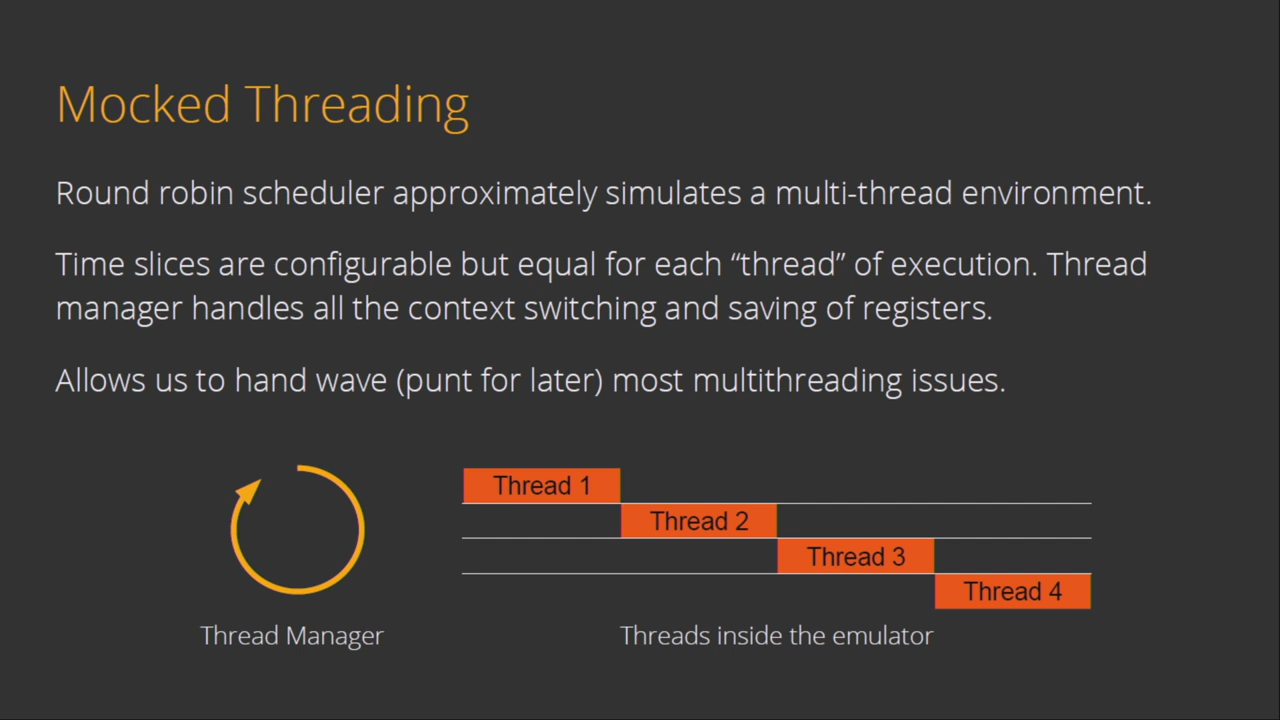 Mocked Threading
Round robin scheduler approximately simulates a multi-thread environment.
Time slices are configurable but equal for each “thread” of execution. Thread
manager handles all the context switching and saving of registers.
Allows us to hand wave (punt for later) most multithreading issues.
Thread 1
Thread 2
Thread 3
Thread 4
Thread Manager
Threads inside the emulator